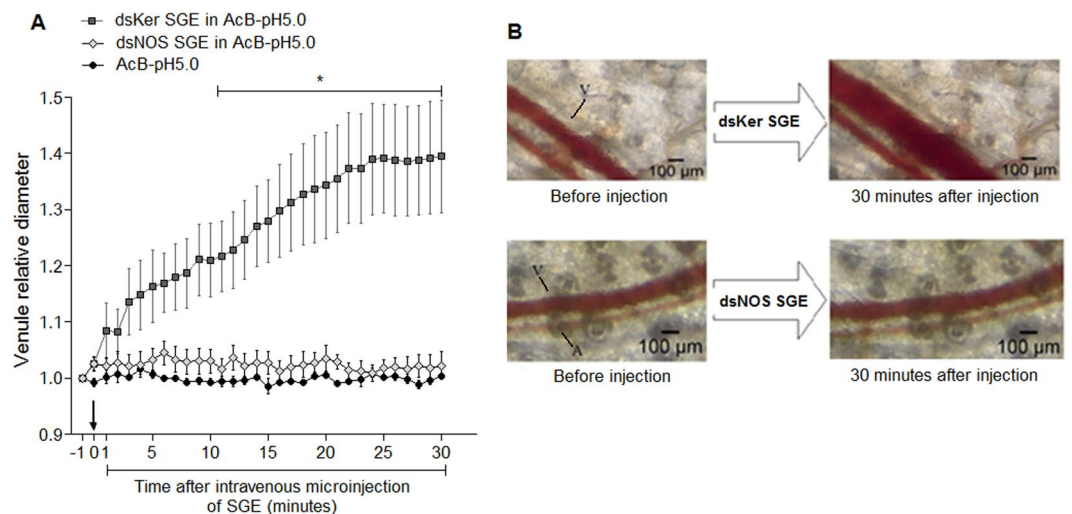 A
dsKer SGE in AcB-pH5.0
dsNOS SGE in AcB-pH5.0
AcB-pH5.0
*
1.5
1.4
1.3
1.2
1.1
1.0
0.9
Venule relative diameter
-1 0 1 5 10 15 20 25 30
Time after intravenous microinjection
of SGE (minutes)
B
V
100 µm
Before injection
dsKer SGE
100 µm
30 minutes after injection
V
A
100 µm
Before injection
dsNOS SGE
100 µm
30 minutes after injection